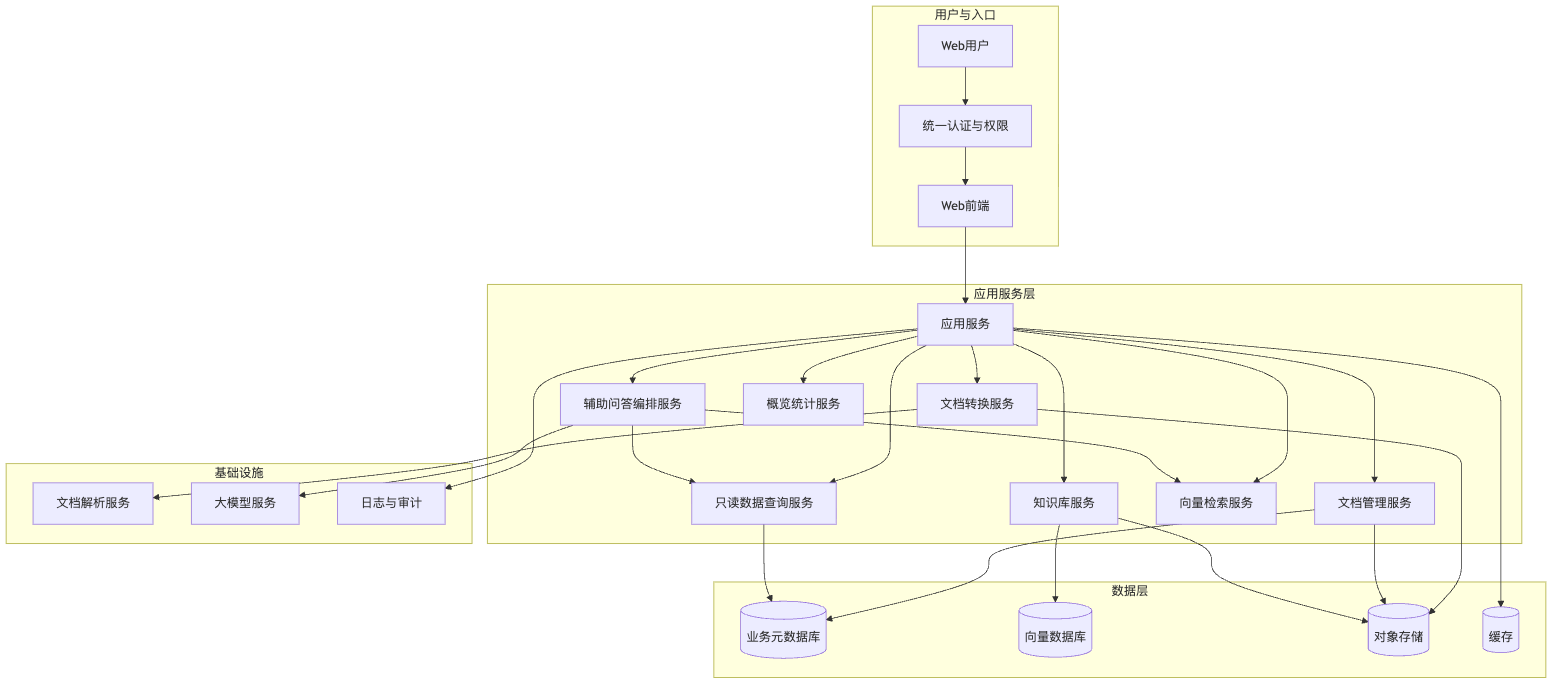 用户与入口
Web用户
统一认证与权限
Web前端
应用服务层
应用服务
辅助问答编排服务
概览统计服务
文档转换服务
基础设施
文档解析服务
大模型服务
日志与审计
只读数据查询服务
知识库服务
向量检索服务
文档管理服务
数据层
业务元数据库
向量数据库
对象存储
缓存